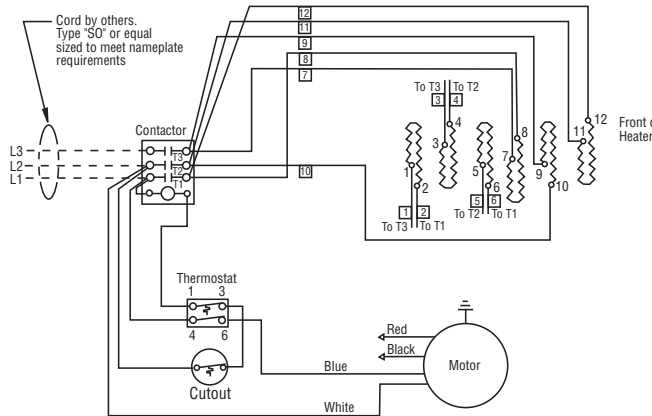 Cord by others.
Type "SO" or equal
sized to meet nameplate
requirements
12
11
9
8
7
10
To T3
To T2
3
4
4
3
1
2
1
2
To T3
To T1
5
6
5
6
To T2
To T1
7
8
9
10
11
12
Front o
Heater
Contactor
L3
L2
L1
T3
T2
T1
Thermostat
1 3
4 6
Cutout
Red
Black
Blue
White
Motor